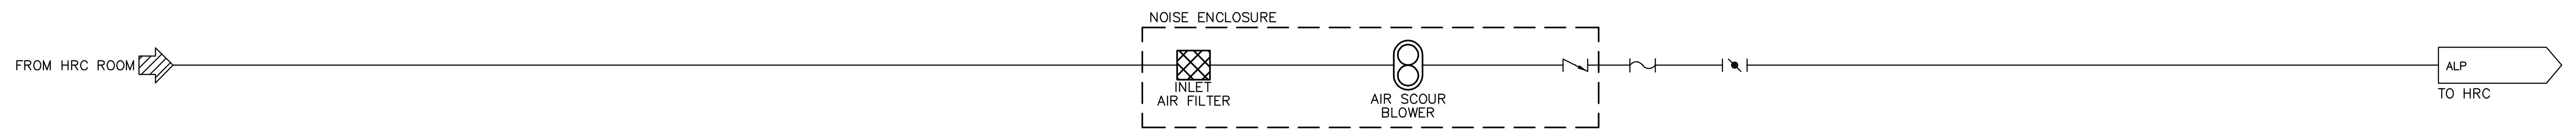 NOISE ENCLOSURE
FROM HRC ROOM
INLET
AIR FILTER
AIR SCOUR
BLOWER
ALP
TO HRC